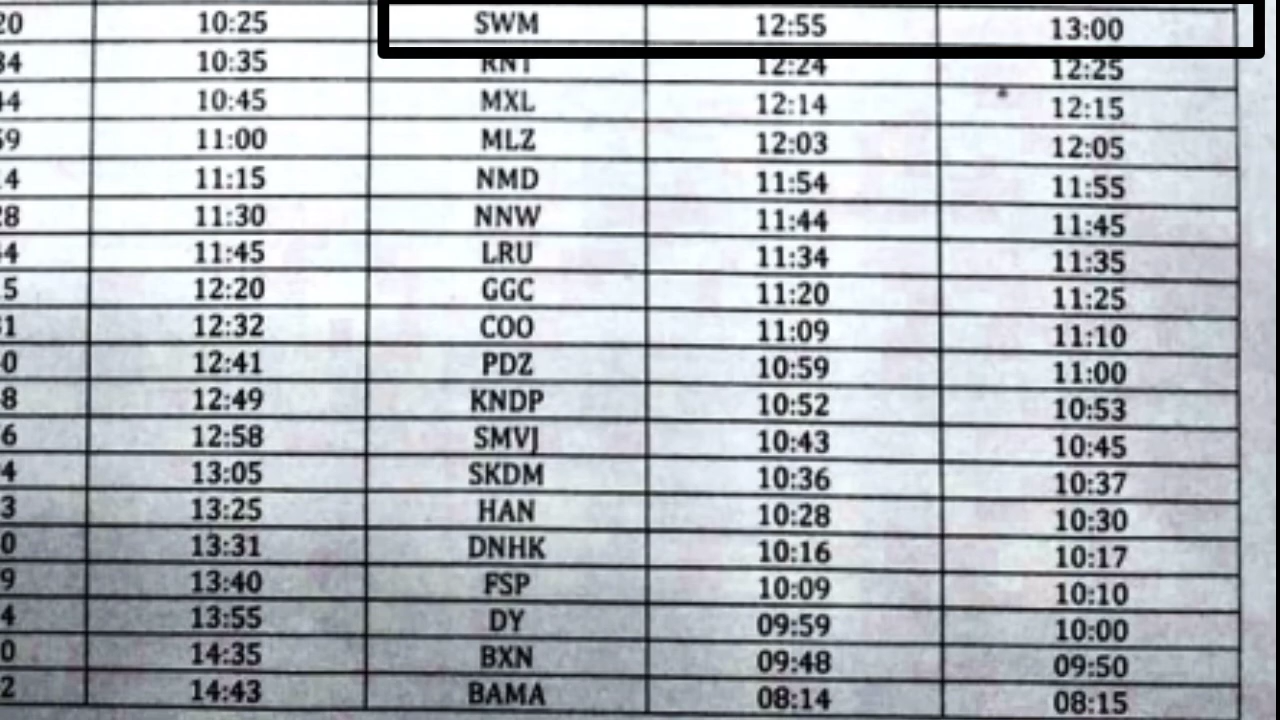 20 10:25 SWM 12:55 13:00
34 10:35 RNT 12:24 12:25
44 10:45 MXL 12:14 12:15
59 11:00 MLZ 12:03 12:05
14 11:15 NMD 11:54 11:55
28 11:30 NNW 11:44 11:45
44 11:45 LRU 11:34 11:35
15 12:20 GGC 11:20 11:25
31 12:32 COO 11:09 11:10
40 12:41 PDZ 10:59 11:00
48 12:49 KNDP 10:52 10:53
6 12:58 SMVJ 10:43 10:45
4 13:05 SKDM 10:36 10:37
3 13:25 HAN 10:28 10:30
0 13:31 DNHK 10:16 10:17
9 13:40 FSP 10:09 10:10
4 13:55 DY 09:59 10:00
0 14:35 BXN 09:48 09:50
2 14:43 BAMA 08:14 08:15